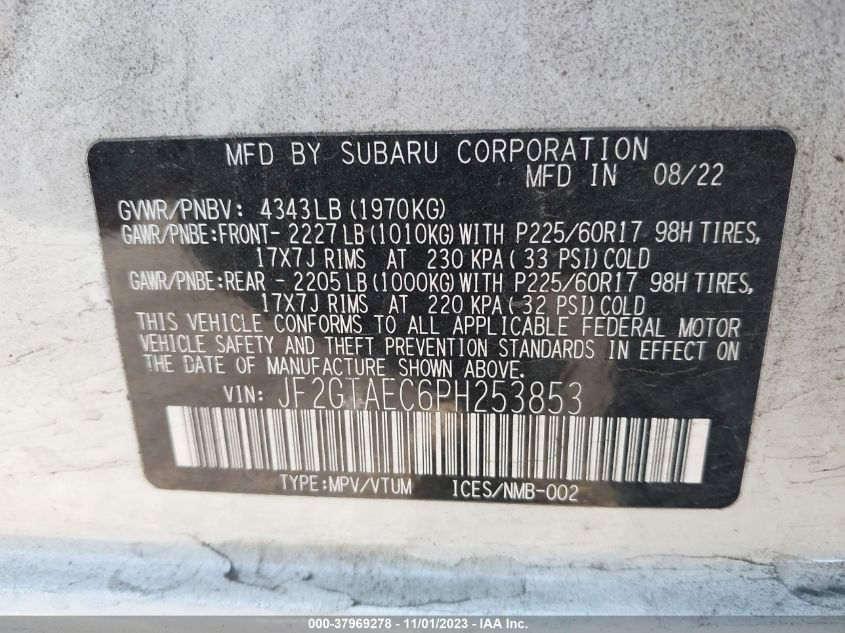 MFD BY SUBARU CORPORATION
MFD IN 08/22
GVWR/PNBV: 4343LB (1970KG)
GAWR/PNBE:FRONT- 2227 LB (1010KG) WITH P225/60R17 98H TIRES,
17X7J RIMS AT 230 KPA (33 PSI) COLD
GAWR/PNBE:REAR - 2205 LB (1000KG) WITH P225/60R17 98H TIRES,
17X7J RIMS AT 220 KPA (32 PSI) COLD
THIS VEHICLE CONFORMS TO ALL APPLICABLE FEDERAL MOTOR
VEHICLE SAFETY AND THEFT PREVENTION STANDARDS IN EFFECT ON
THE DATE OF MANUFACTURE SHOWN ABOVE.
VIN: JF2GTAEC6PH253853
TYPE:MPV/VTUM ICES/NMB-002
000-37969278 - 11/01/2023 - IAA Inc.